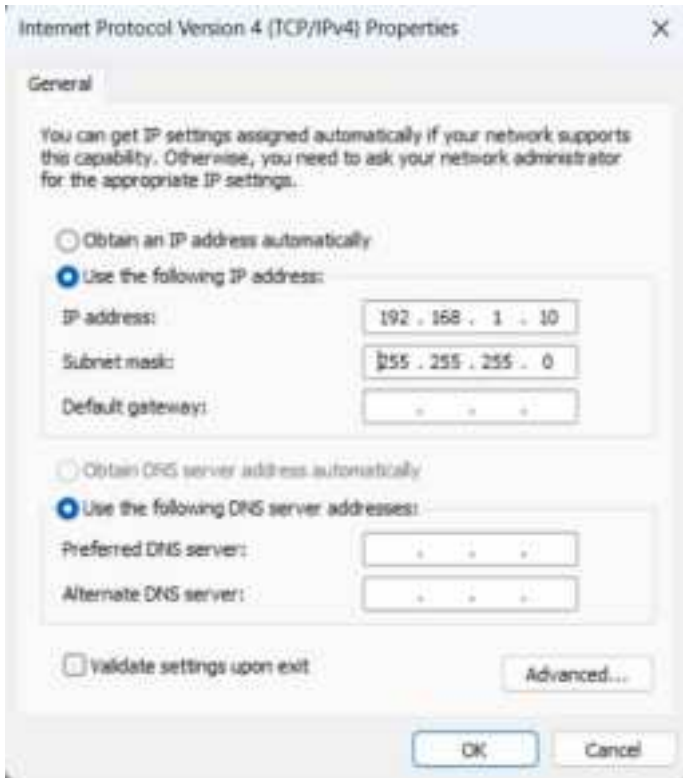 Internet Protocol Version 4 (TCP/IPv4) Properties
General
You can get IP settings assigned automatically if your network supports
this capability. Otherwise, you need to ask your network administrator
for the appropriate IP settings.
Obtain an IP address automatically
Use the following IP address:
IP address: 192 . 168 . 1 . 10
Subnet mask: 255 . 255 . 255 . 0
Default gateway: . . .
Obtain DNS server address automatically
Use the following DNS server addresses:
Preferred DNS server: . . .
Alternate DNS server: . . .
Validate settings upon exit
Advanced...
OK Cancel